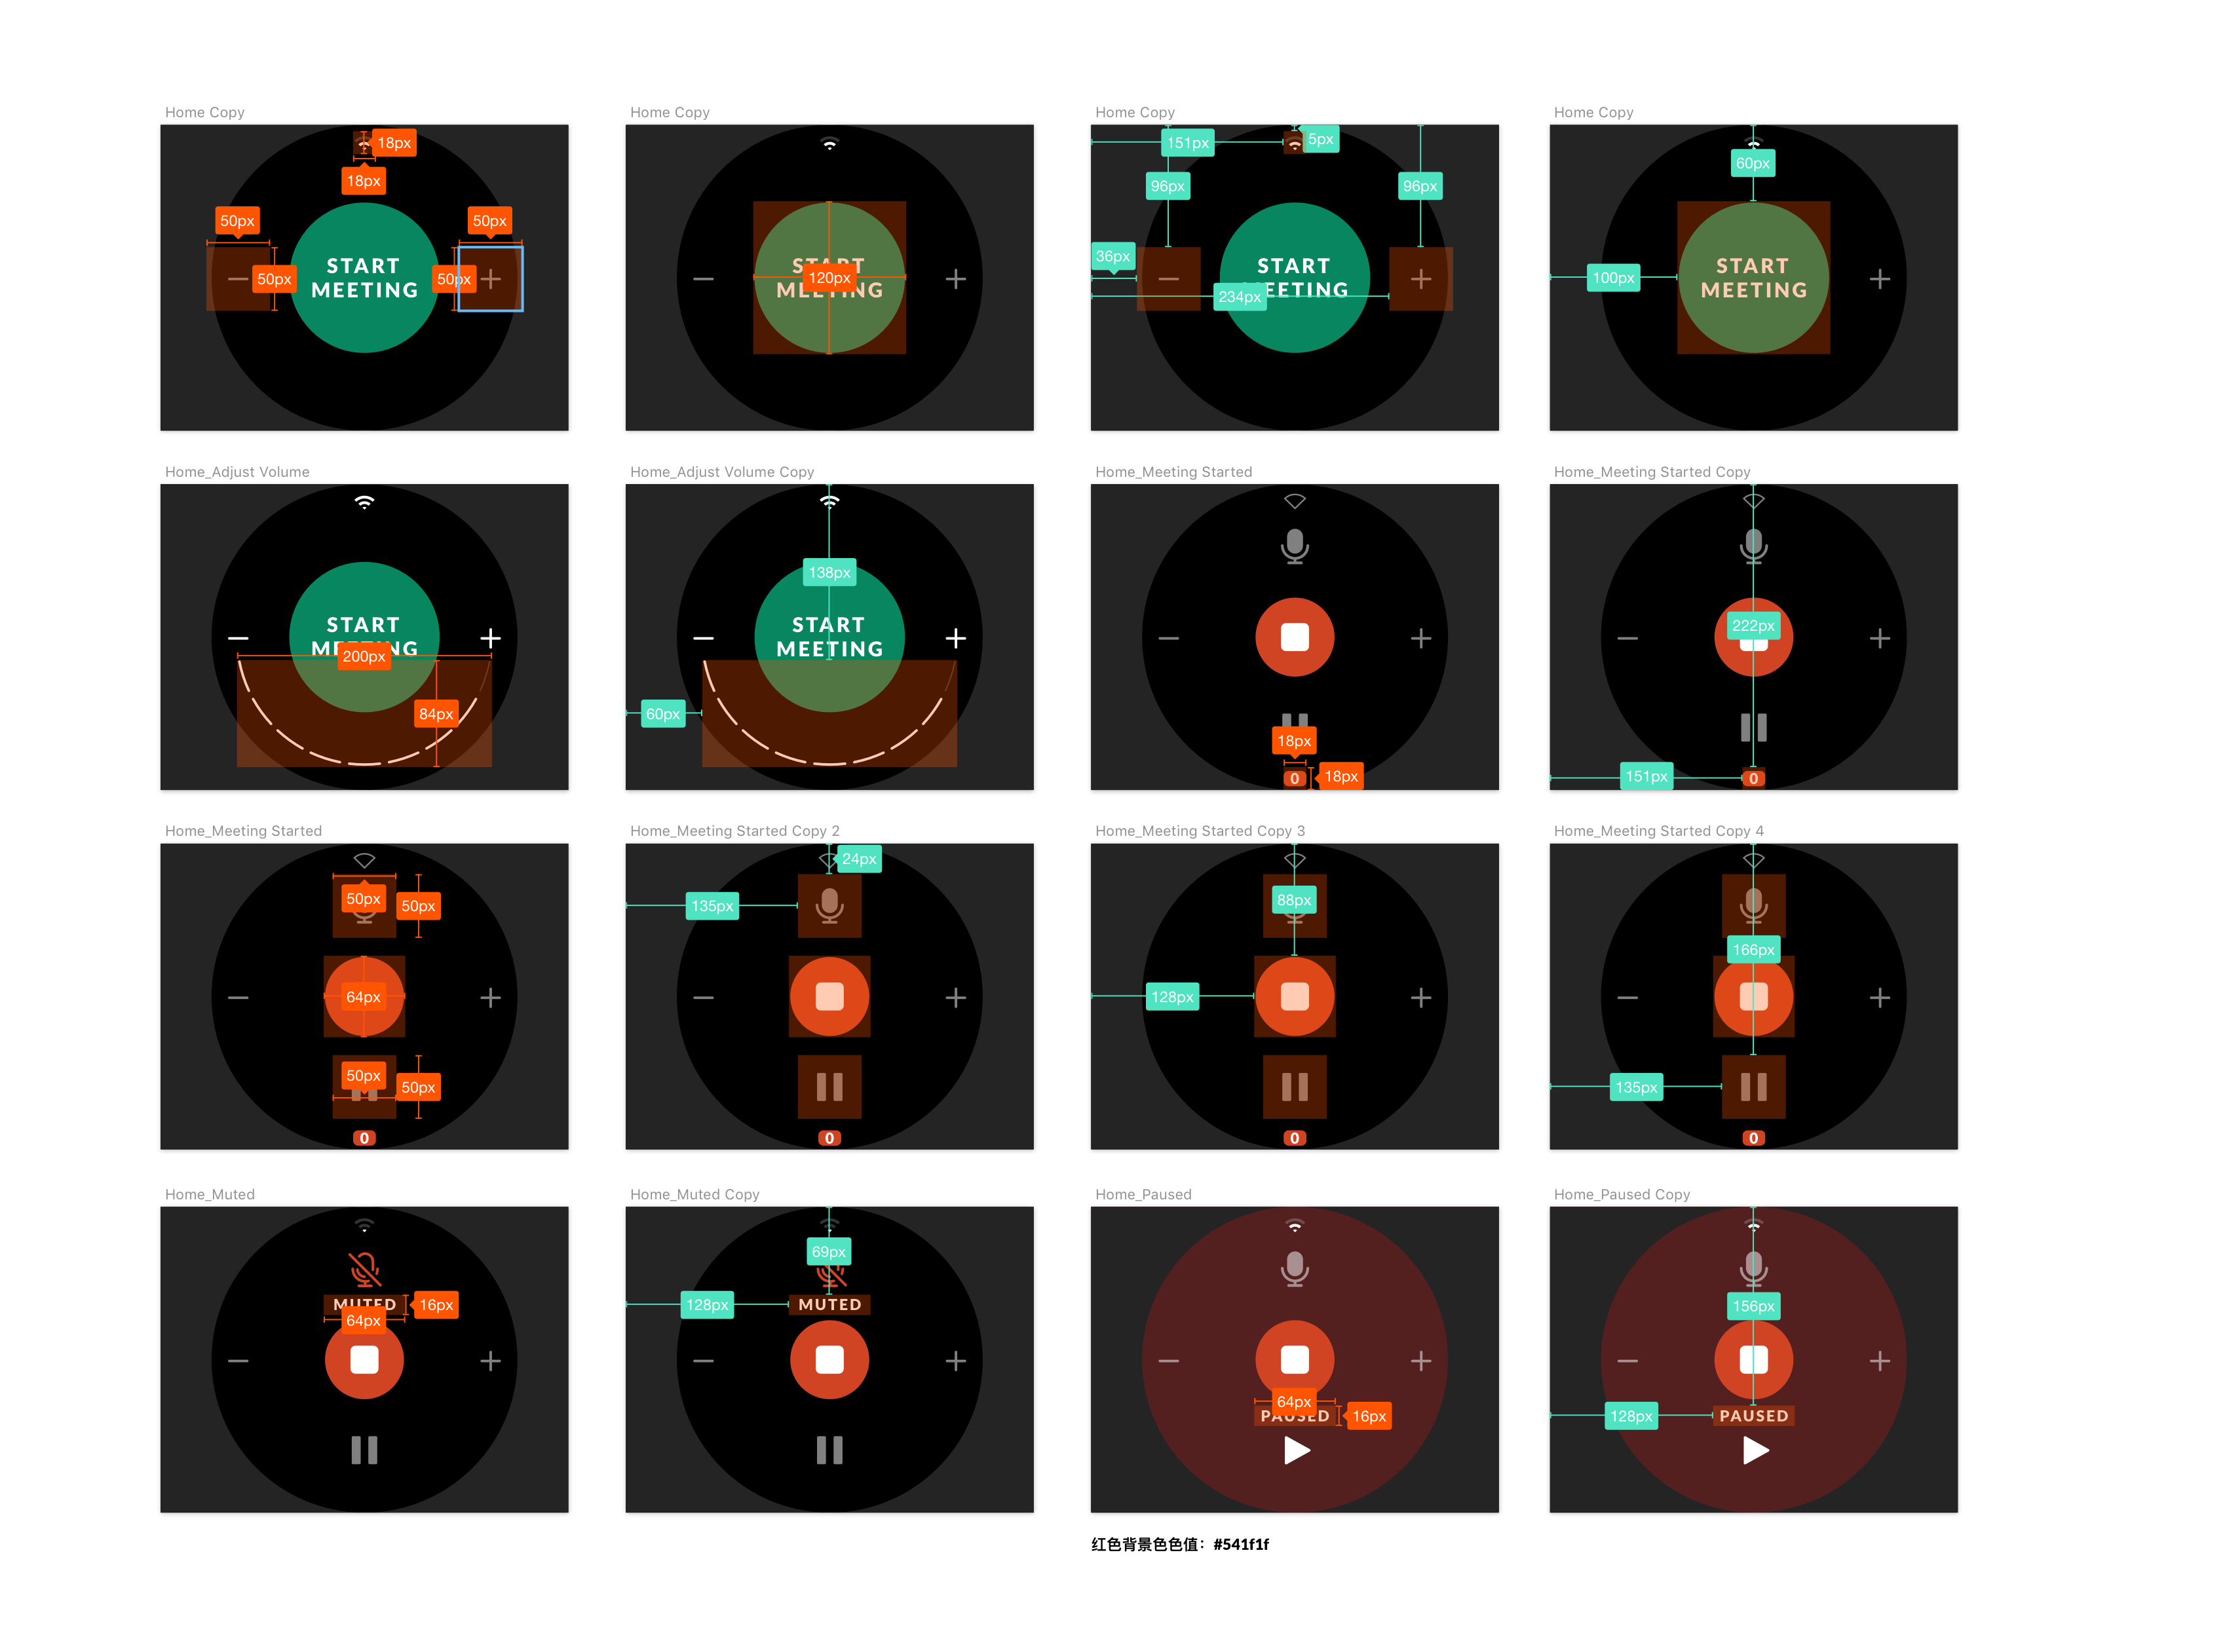 Home Copy
18px
18px
50px
50px
50px
50px
START
MEETING
Home Copy
START
120px
MEETING
Home Copy
151px
5px
96px
96px
36px
START
MEETING
234px
Home Copy
60px
100px
START
MEETING
Home_Adjust Volume
START
MEETING
200px
84px
Home_Adjust Volume Copy
138px
START
MEETING
60px
Home_Meeting Started
18px
18px
0
Home_Meeting Started Copy
222px
151px
0
Home_Meeting Started
50px
50px
64px
50px
50px
0
Home_Meeting Started Copy 2
24px
135px
0
Home_Meeting Started Copy 3
88px
128px
0
Home_Meeting Started Copy 4
166px
135px
0
Home_Muted
MUTED
16px
64px
Home_Muted Copy
69px
128px
MUTED
Home_Paused
64px
PAUSED
16px
Home_Paused Copy
156px
128px
PAUSED
红色背景色色值：#541f1f